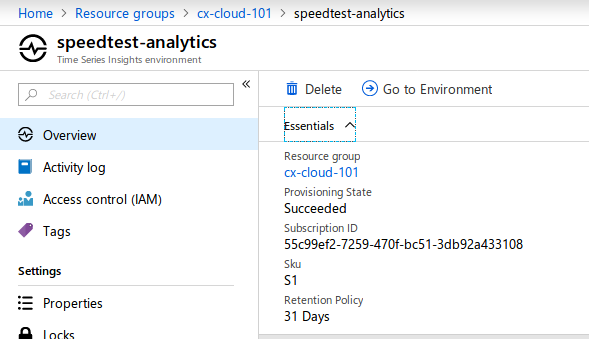 Home > Resource groups > cx-cloud-101 > speedtest-analytics
speedtest-analytics
Time Series Insights environment
Search (Ctrl+/)
«
Overview
Activity log
Access control (IAM)
Tags
Settings
Properties
Locks
Delete
Go to Environment
Essentials
Resource group
cx-cloud-101
Provisioning State
Succeeded
Subscription ID
55c99ef2-7259-470f-bc51-3db92a433108
Sku
S1
Retention Policy
31 Days